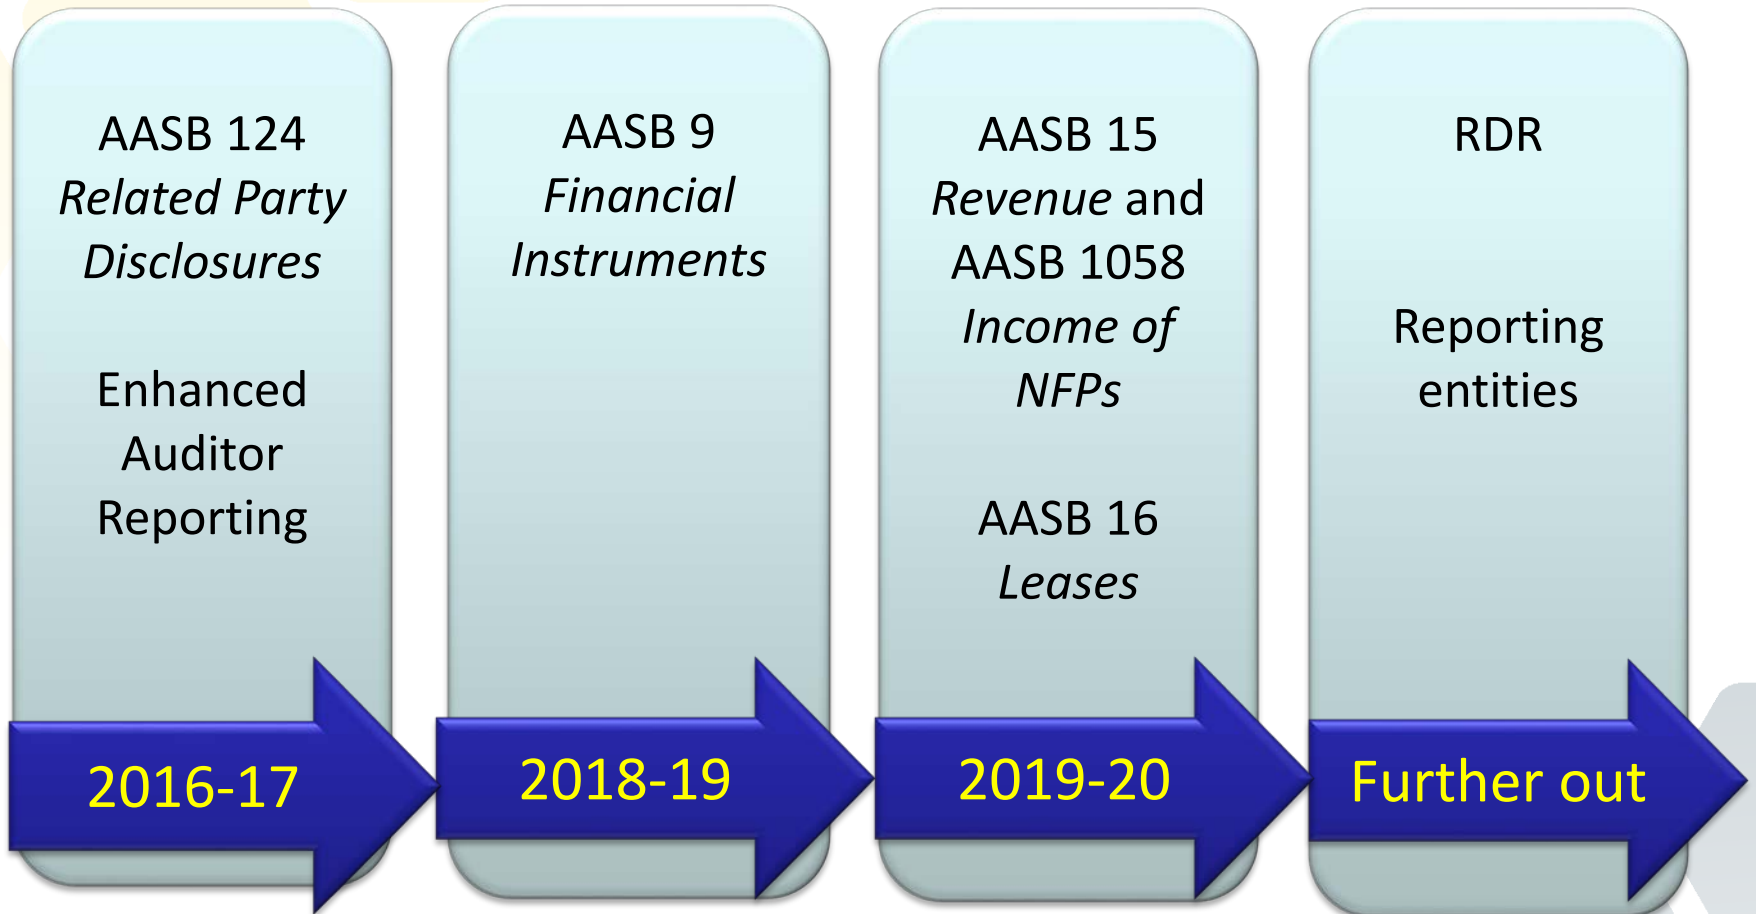 AASB 124
Related Party
Disclosures
Enhanced
Auditor
Reporting
2016-17
AASB 9
Financial
Instruments
2018-19
AASB 15
Revenue and
AASB 1058
Income of
NFPs
AASB 16
Leases
2019-20
RDR
Reporting
entities
Further out